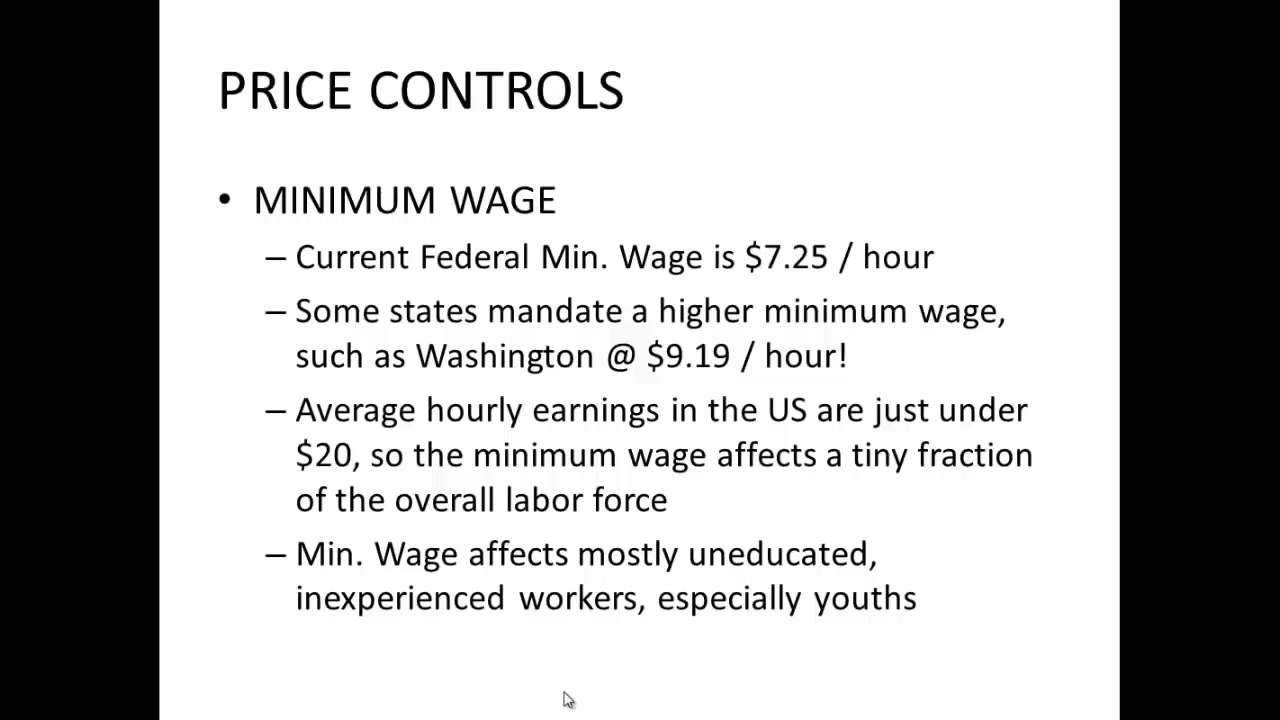 PRICE CONTROLS
• MINIMUM WAGE
– Current Federal Min. Wage is $7.25 / hour
– Some states mandate a higher minimum wage,
such as Washington @ $9.19 / hour!
– Average hourly earnings in the US are just under
$20, so the minimum wage affects a tiny fraction
of the overall labor force
– Min. Wage affects mostly uneducated,
inexperienced workers, especially youths